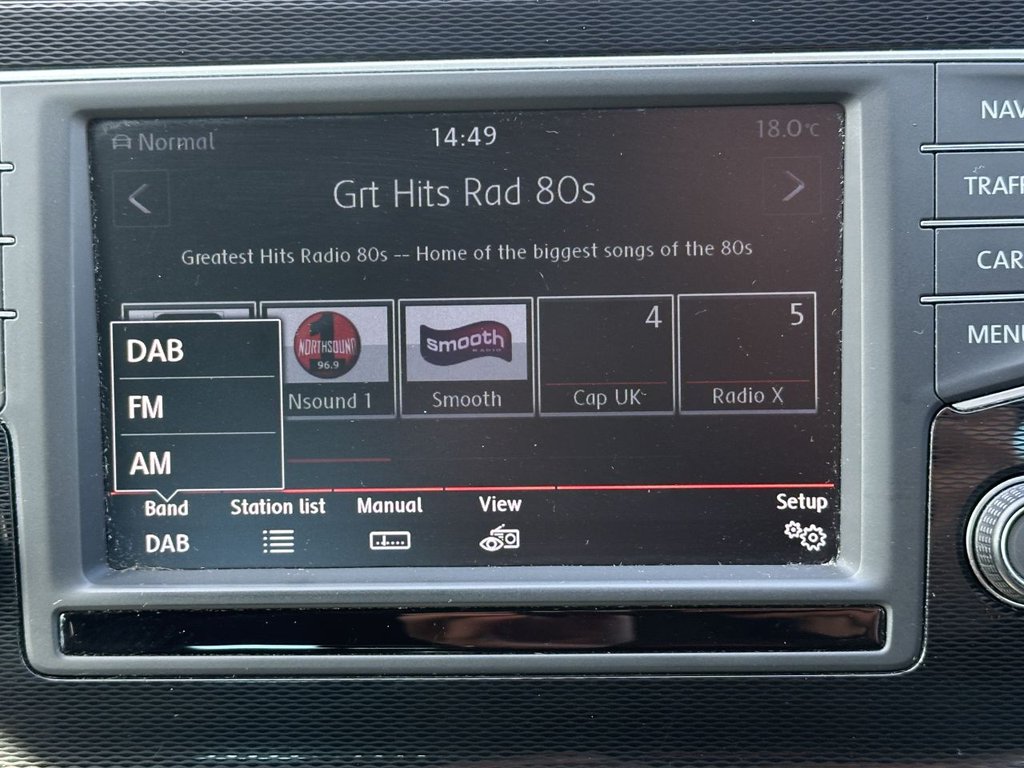 Normal
14:49
18.0°C
Grt Hits Rad 80s
Greatest Hits Radio 80s -- Home of the biggest songs of the 80s
1
NORTHSOUND
96.9
smooth
RADIO
4
5
Nsound 1
Smooth
Cap UK
Radio X
DAB
FM
AM
Band
Station list
Manual
View
Setup
DAB
NAV
TRAFF
CAR
MENU